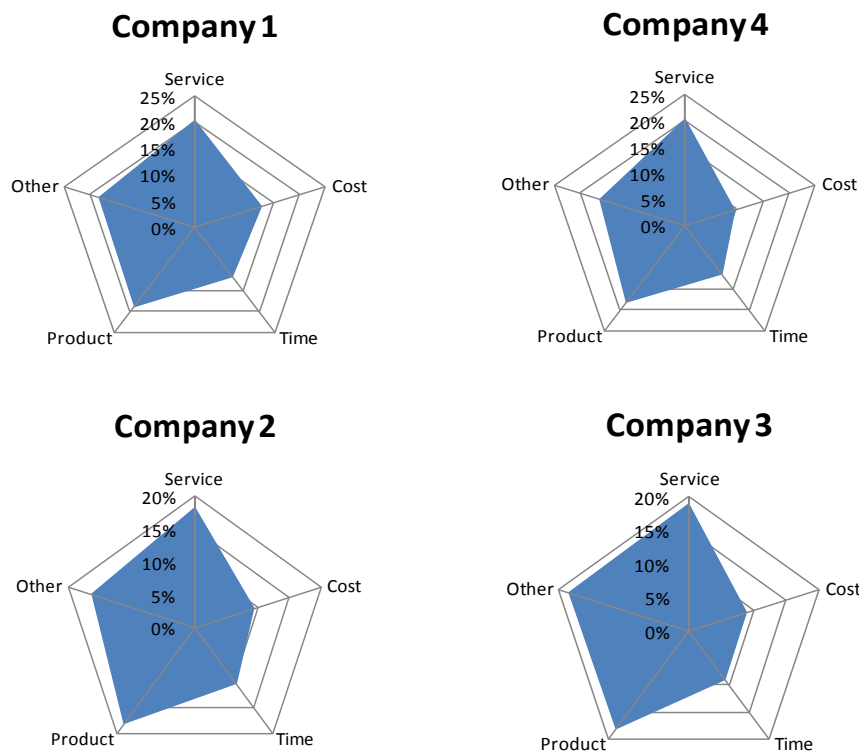 Company 1
Service
25%
20%
15%
10%
5%
0%
Other
Cost
Product
Time
Company 4
Service
25%
20%
15%
10%
5%
0%
Other
Cost
Product
Time
Company 2
Service
20%
15%
10%
5%
0%
Other
Cost
Product
Time
Company 3
Service
20%
15%
10%
5%
0%
Other
Cost
Product
Time